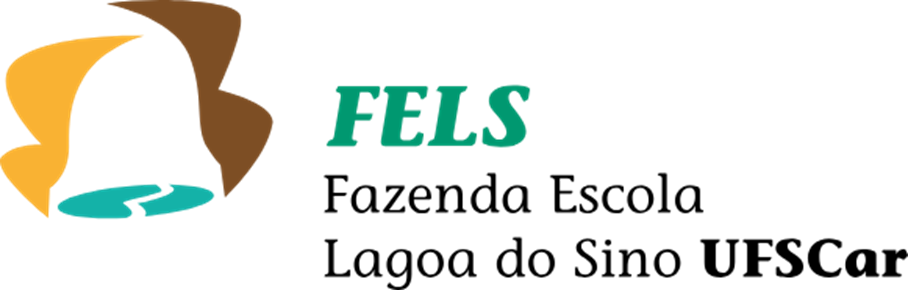 FELS
Fazenda Escola
Lagoa do Sino UFSCar